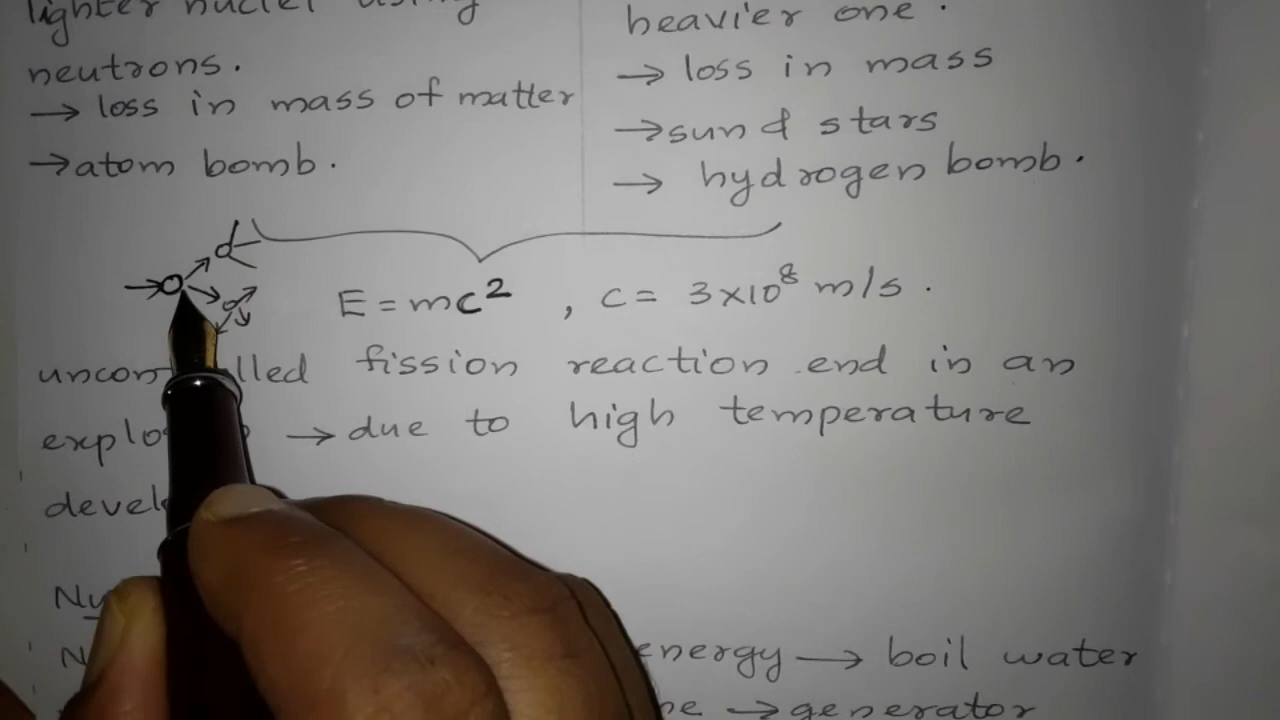 lighter nuclei using
neutrons.
→ loss in mass of matter
→ atom bomb.
heavier one.
→ loss in mass
→ sun & stars
→ hydrogen bomb.
E = mc² , c = 3×10⁸ m/s.
fission reaction end in an
→ due to high temperature
energy → boil water
→ generator